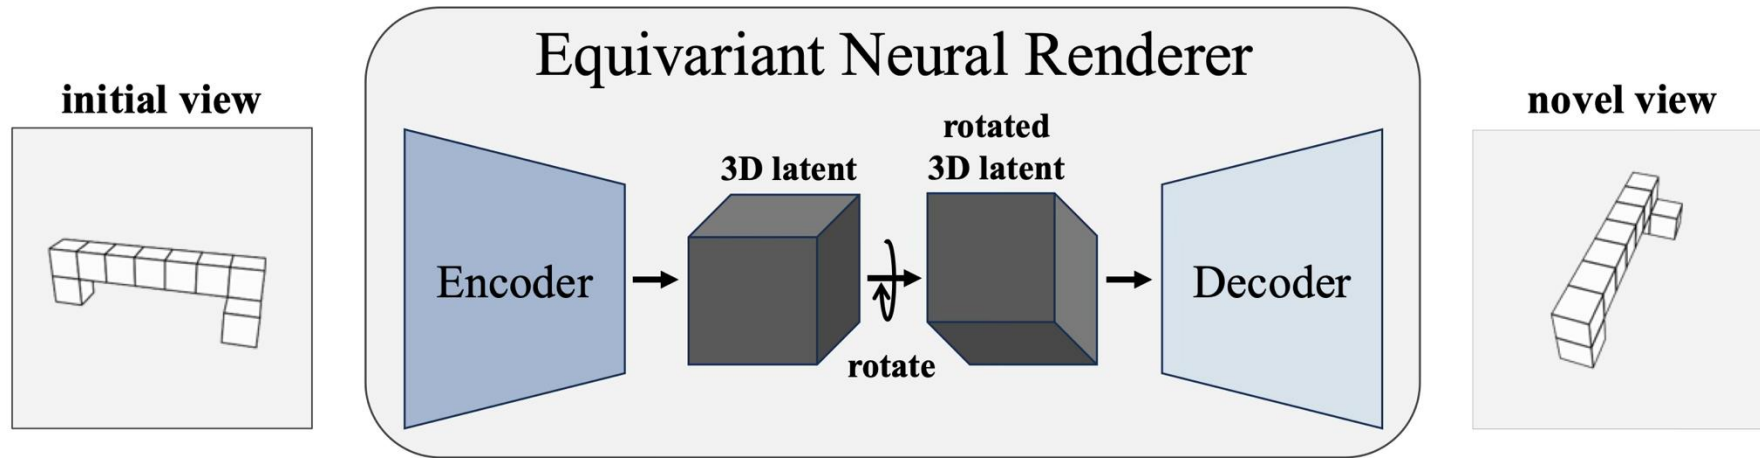 Equivariant Neural Renderer
initial view
Encoder
3D latent
rotate
rotated
3D latent
Decoder
novel view